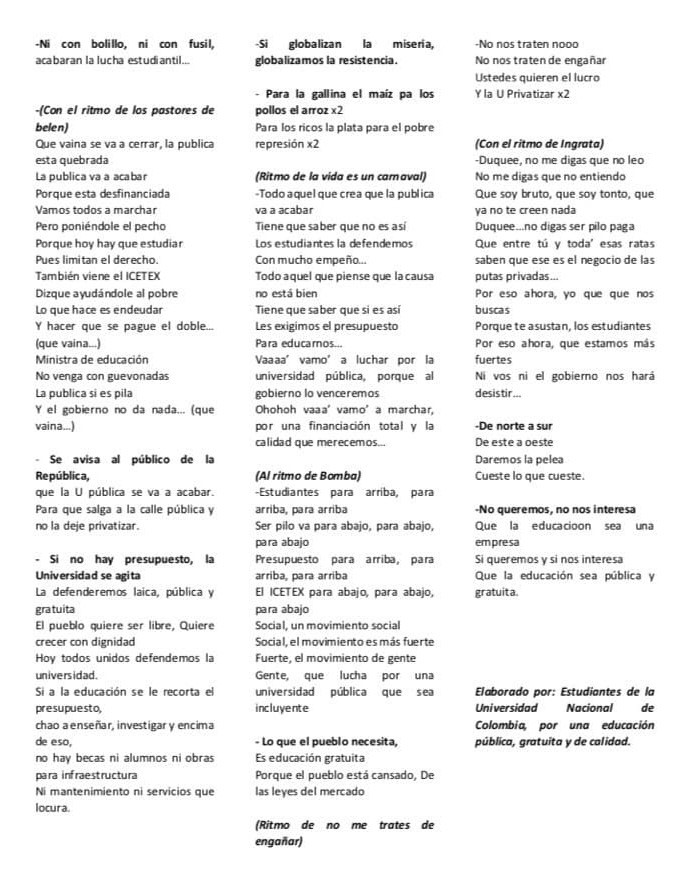 -Ni con bolillo, ni con fusil,
acabaran la lucha estudiantil...
-(Con el ritmo de los pastores de
belen)
Que vaina se va a cerrar, la publica
esta quebrada
La publica va a acabar
Porque esta desfinanciada
Vamos todos a marchar
Pero poniéndole el pecho
Porque hoy hay que estudiar
Pues limitan el derecho.
También viene el ICETEX
Dizque ayudándole al pobre
Lo que hace es endeudar
Y hacer que se pague el doble...
(que vaina...)
Ministra de educación
No venga con guevonadas
La publica si es pila
Y el gobierno no da nada... (que
vaina...)
- Se avisa al público de la
República,
que la U pública se va a acabar.
Para que salga a la calle pública y
no la deje privatizar.
- Si no hay presupuesto, la
Universidad se agita
La defenderemos laica, pública y
gratuita
El pueblo quiere ser libre, Quiere
crecer con dignidad
Hoy todos unidos defendemos la
universidad.
Si a la educación se le recorta el
presupuesto,
chao a enseñar, investigar y encima
de eso,
no hay becas ni alumnos ni obras
para infraestructura
Ni mantenimiento ni servicios que
locura.
-Si globalizan la miseria,
globalizamos la resistencia.
- Para la gallina el maíz pa los
pollos el arroz x2
Para los ricos la plata para el pobre
represión x2
(Ritmo de la vida es un carnaval)
-Todo aquel que crea que la publica
va a acabar
Tiene que saber que no es así
Los estudiantes la defendemos
Con mucho empeño...
Todo aquel que piense que la causa
no está bien
Tiene que saber que si es así
Les exigimos el presupuesto
Para educarnos...
Vaaaa' vamo' a luchar por la
universidad pública, porque al
gobierno lo venceremos
Ohohoh vaaa' vamo' a marchar,
por una financiación total y la
calidad que merecemos...
(Al ritmo de Bomba)
-Estudiantes para arriba, para
arriba, para arriba
Ser pilo va para abajo, para abajo,
para abajo
Presupuesto para arriba, para
arriba, para arriba
El ICETEX para abajo, para abajo,
para abajo
Social, un movimiento social
Social, el movimiento es más fuerte
Fuerte, el movimiento de gente
Gente, que lucha por una
universidad pública que sea
incluyente
- Lo que el pueblo necesita,
Es educación gratuita
Porque el pueblo está cansado, De
las leyes del mercado
(Ritmo de no me trates de
engañar)
-No nos traten nooo
No nos traten de engañar
Ustedes quieren el lucro
Y la U Privatizar x2
(Con el ritmo de Ingrata)
-Duquee, no me digas que no leo
No me digas que no entiendo
Que soy bruto, que soy tonto, que
ya no te creen nada
Duquee...no digas ser pilo paga
Que entre tú y toda' esas ratas
saben que ese es el negocio de las
putas privadas...
Por eso ahora, yo que que nos
buscas
Porque te asustan, los estudiantes
Por eso ahora, que estamos más
fuertes
Ni vos ni el gobierno nos hará
desistir...
-De norte a sur
De este a oeste
Daremos la pelea
Cueste lo que cueste.
-No queremos, no nos interesa
Que la educacioon sea una
empresa
Si queremos y si nos interesa
Que la educación sea pública y
gratuita.
Elaborado por: Estudiantes de la
Universidad Nacional de
Colombia, por una educación
pública, gratuita y de calidad.